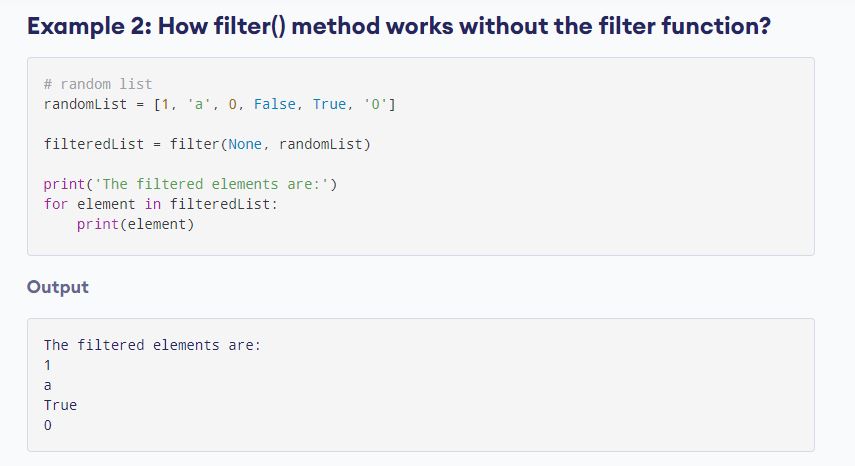 Example 2: How filter() method works without the filter function?
# random list
randomList = [1, 'a', 0, False, True, '0']
filteredList = filter(None, randomList)
print('The filtered elements are:')
for element in filteredList:
    print(element)
Output
The filtered elements are:
1
a
True
0